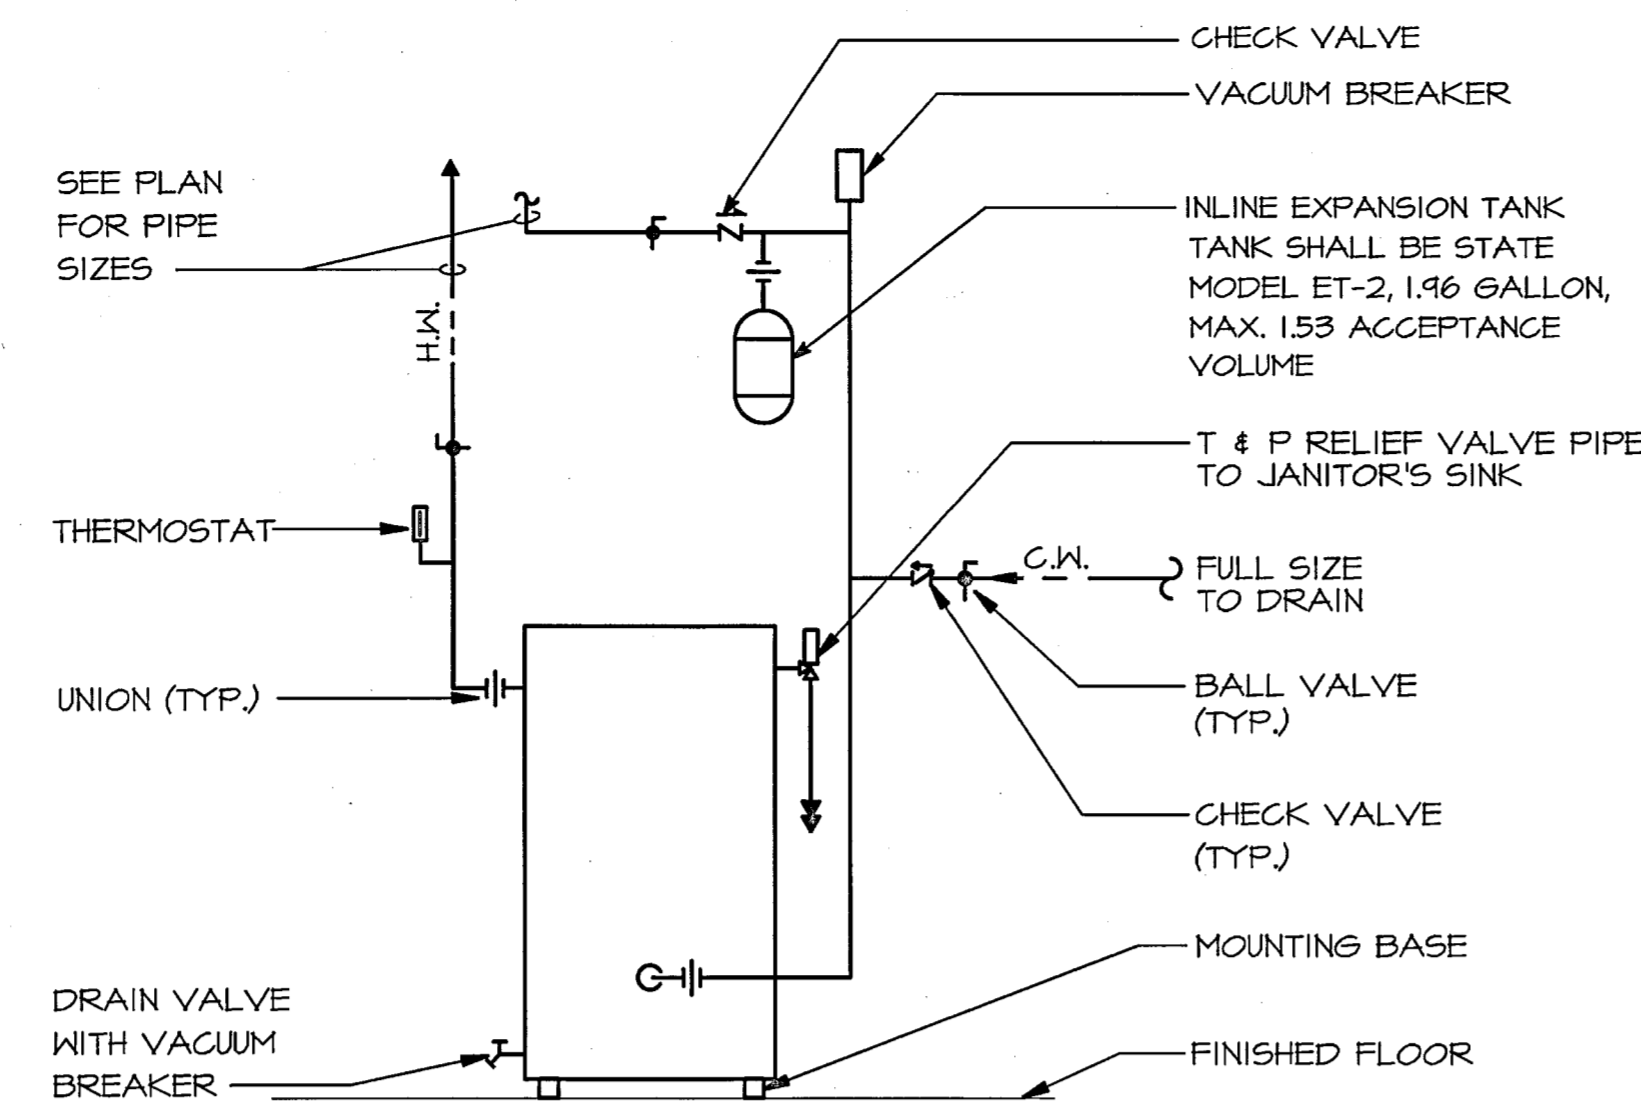 CHECK VALVE
VACUUM BREAKER
SEE PLAN
FOR PIPE
SIZES
INLINE EXPANSION TANK
TANK SHALL BE STATE
MODEL ET-2, 1.96 GALLON,
MAX. 1.53 ACCEPTANCE
VOLUME
H.W.
T & P RELIEF VALVE PIPE
TO JANITOR'S SINK
THERMOSTAT
C.W.
FULL SIZE
TO DRAIN
UNION (TYP.)
BALL VALVE
(TYP.)
CHECK VALVE
(TYP.)
MOUNTING BASE
DRAIN VALVE
WITH VACUUM
BREAKER
FINISHED FLOOR